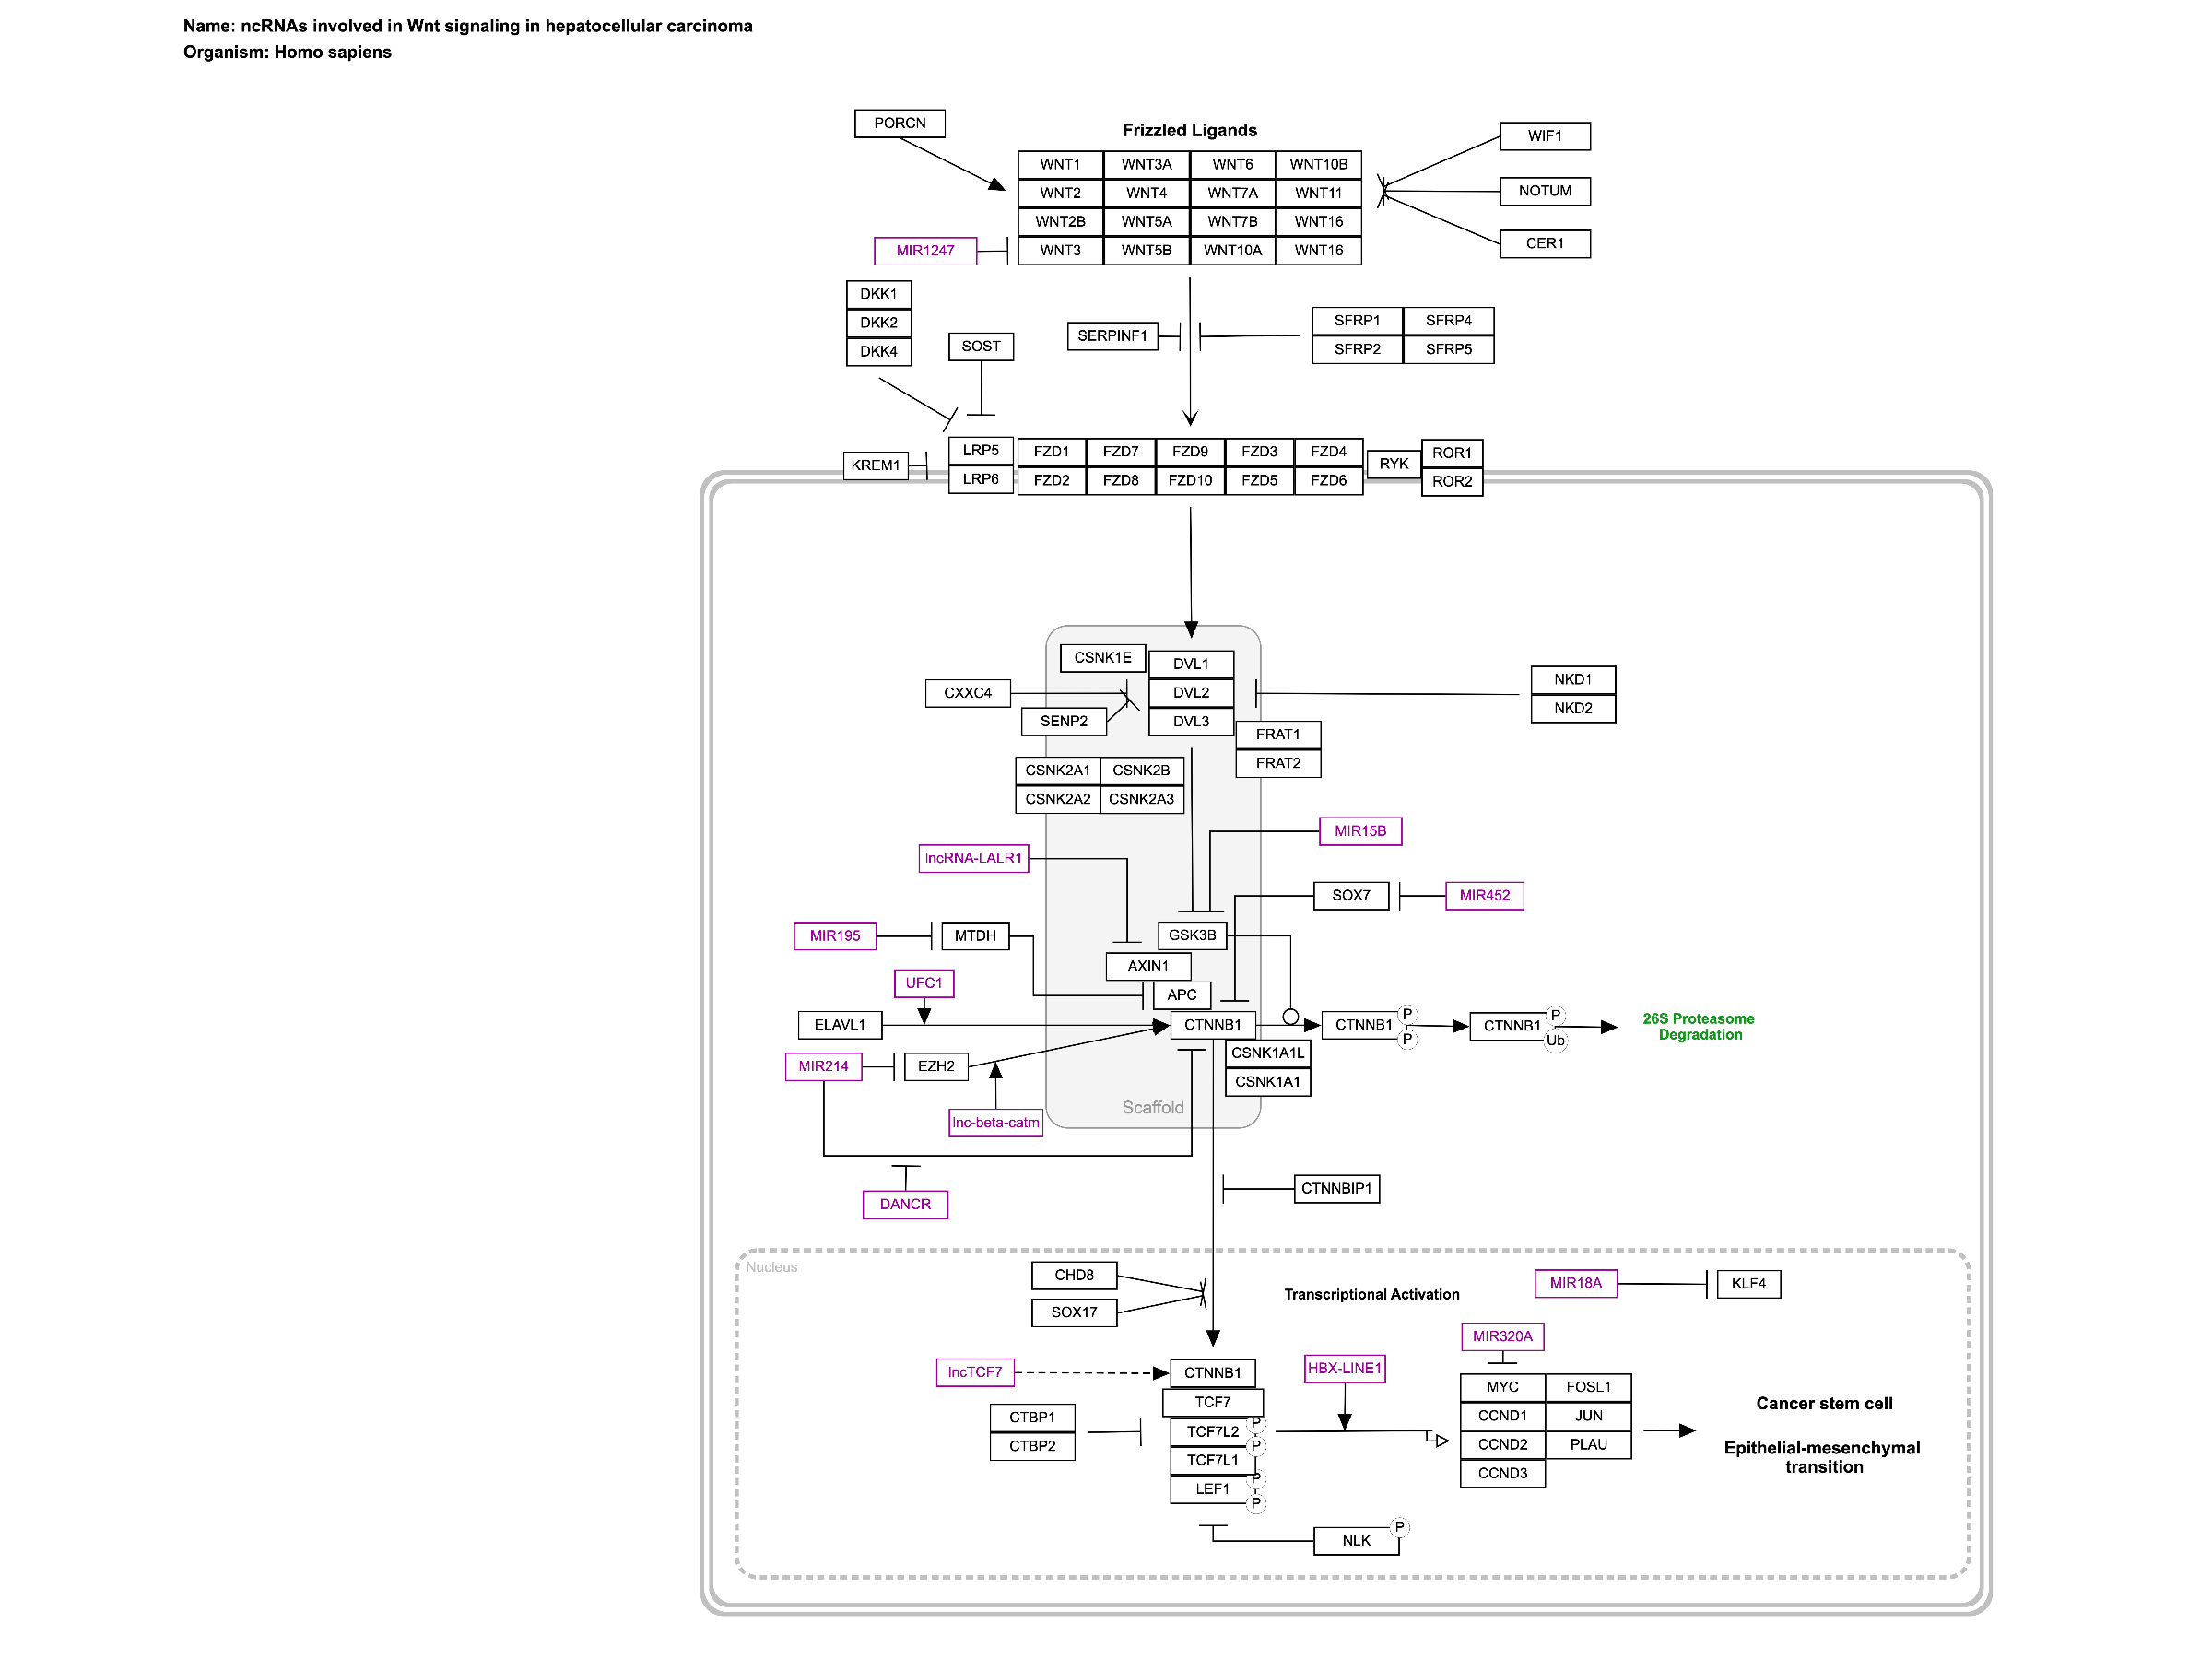 Name: ncRNAs involved in Wnt signaling in hepatocellular carcinoma
Organism: Homo sapiens
PORCN
Frizzled Ligands
WIF1
WNT1 WNT3A WNT6 WNT10B
WNT2 WNT4 WNT7A WNT11
NOTUM
WNT2B WNT5A WNT7B WNT16
MIR1247
WNT3 WNT5B WNT10A WNT16
CER1
DKK1
DKK2
DKK4
SOST
SERPINF1
SFRP1 SFRP4
SFRP2 SFRP5
KREM1
LRP5
LRP6
FZD1 FZD7 FZD9 FZD3 FZD4
FZD2 FZD8 FZD10 FZD5 FZD6
RYK
ROR1
ROR2
CSNK1E
DVL1
DVL2
DVL3
CXXC4
SENP2
NKD1
NKD2
FRAT1
FRAT2
CSNK2A1 CSNK2B
CSNK2A2 CSNK2A3
MIR15B
lncRNA-LALR1
SOX7
MIR452
MIR195
MTDH
GSK3B
AXIN1
UFC1
APC
ELAVL1
CTNNB1
CTNNB1
P
P
CTNNB1
P
Ub
26S Proteasome
Degradation
MIR214
EZH2
CSNK1A1L
CSNK1A1
Scaffold
lnc-beta-catm
DANCR
CTNNBIP1
Nucleus
CHD8
SOX17
Transcriptional Activation
MIR18A
KLF4
MIR320A
lncTCF7
CTNNB1
HBX-LINE1
TCF7
TCF7L2
P
P
TCF7L1
LEF1
P
P
CTBP1
CTBP2
MYC FOSL1
CCND1 JUN
CCND2 PLAU
CCND3
Cancer stem cell
Epithelial-mesenchymal
transition
NLK
P